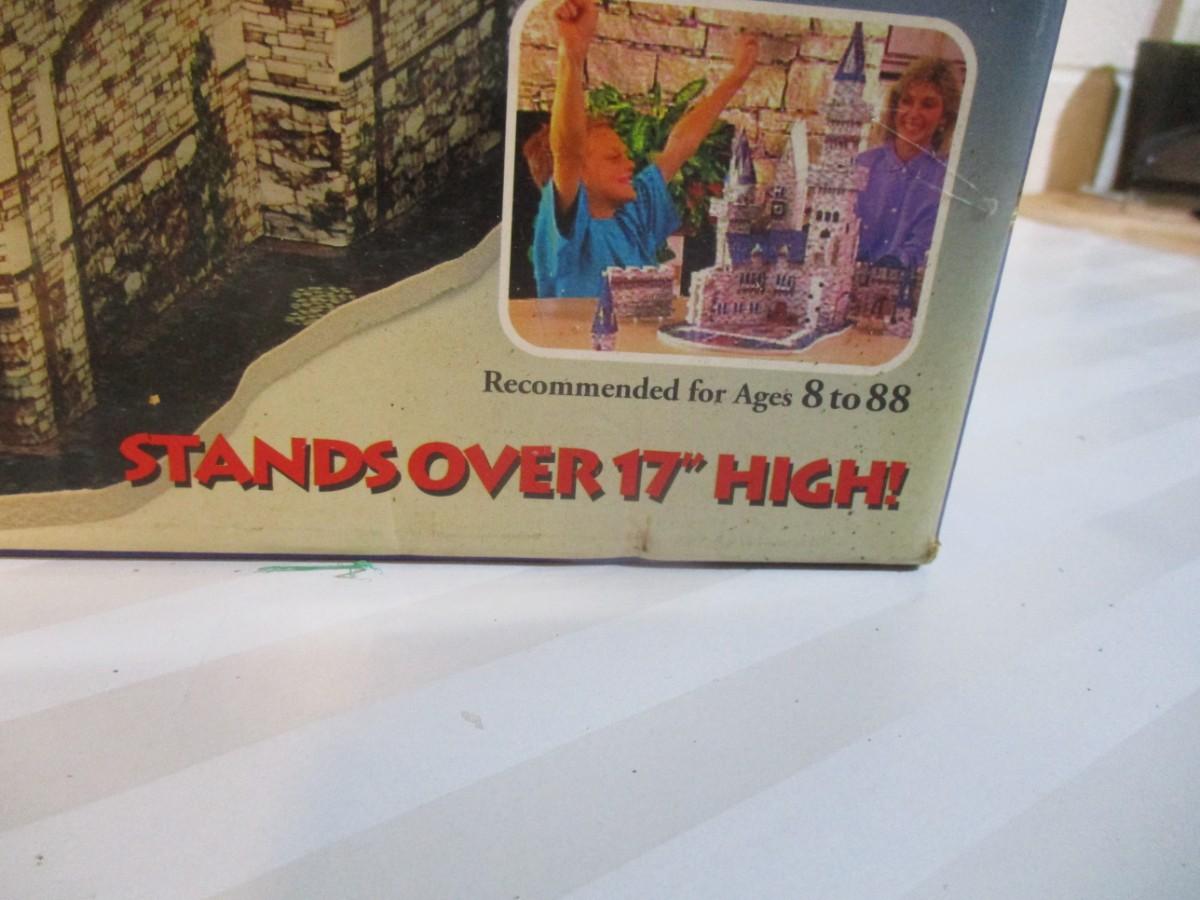 Recommended for Ages 8 to 88
STANDS OVER 17" HIGH!